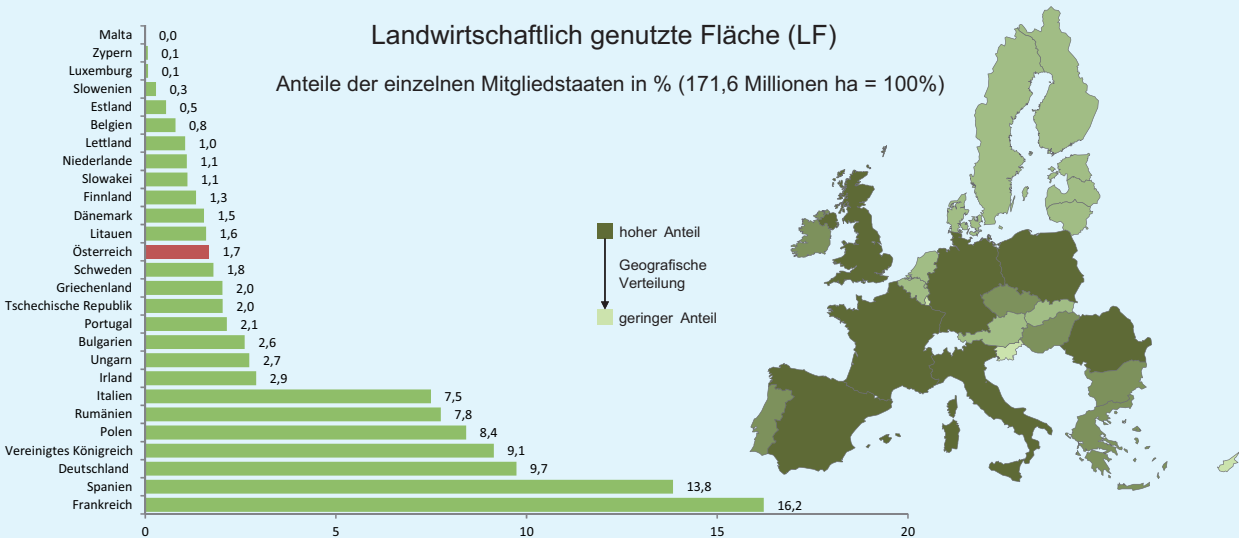 Landwirtschaftlich genutzte Fläche (LF)
Anteile der einzelnen Mitgliedstaaten in % (171,6 Millionen ha = 100%)
Malta 0,0
Zypern 0,1
Luxemburg 0,1
Slowenien 0,3
Estland 0,5
Belgien 0,8
Lettland 1,0
Niederlande 1,1
Slowakei 1,1
Finnland 1,3
Dänemark 1,5
Litauen 1,6
Österreich 1,7
Schweden 1,8
Griechenland 2,0
Tschechische Republik 2,0
Portugal 2,1
Bulgarien 2,6
Ungarn 2,7
Irland 2,9
Italien 7,5
Rumänien 7,8
Polen 8,4
Vereinigtes Königreich 9,1
Deutschland 9,7
Spanien 13,8
Frankreich 16,2
0 5 10 15 20
hoher Anteil
Geografische
Verteilung
geringer Anteil